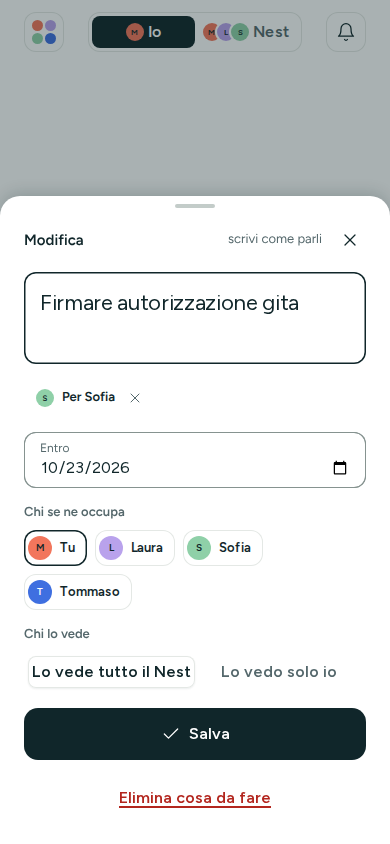 M Io
M L S Nest
Modifica
scrivi come parli
Firmare autorizzazione gita
S Per Sofia
Entro
10/23/2026
Chi se ne occupa
M Tu
L Laura
S Sofia
T Tommaso
Chi lo vede
Lo vede tutto il Nest
Lo vedo solo io
Salva
Elimina cosa da fare